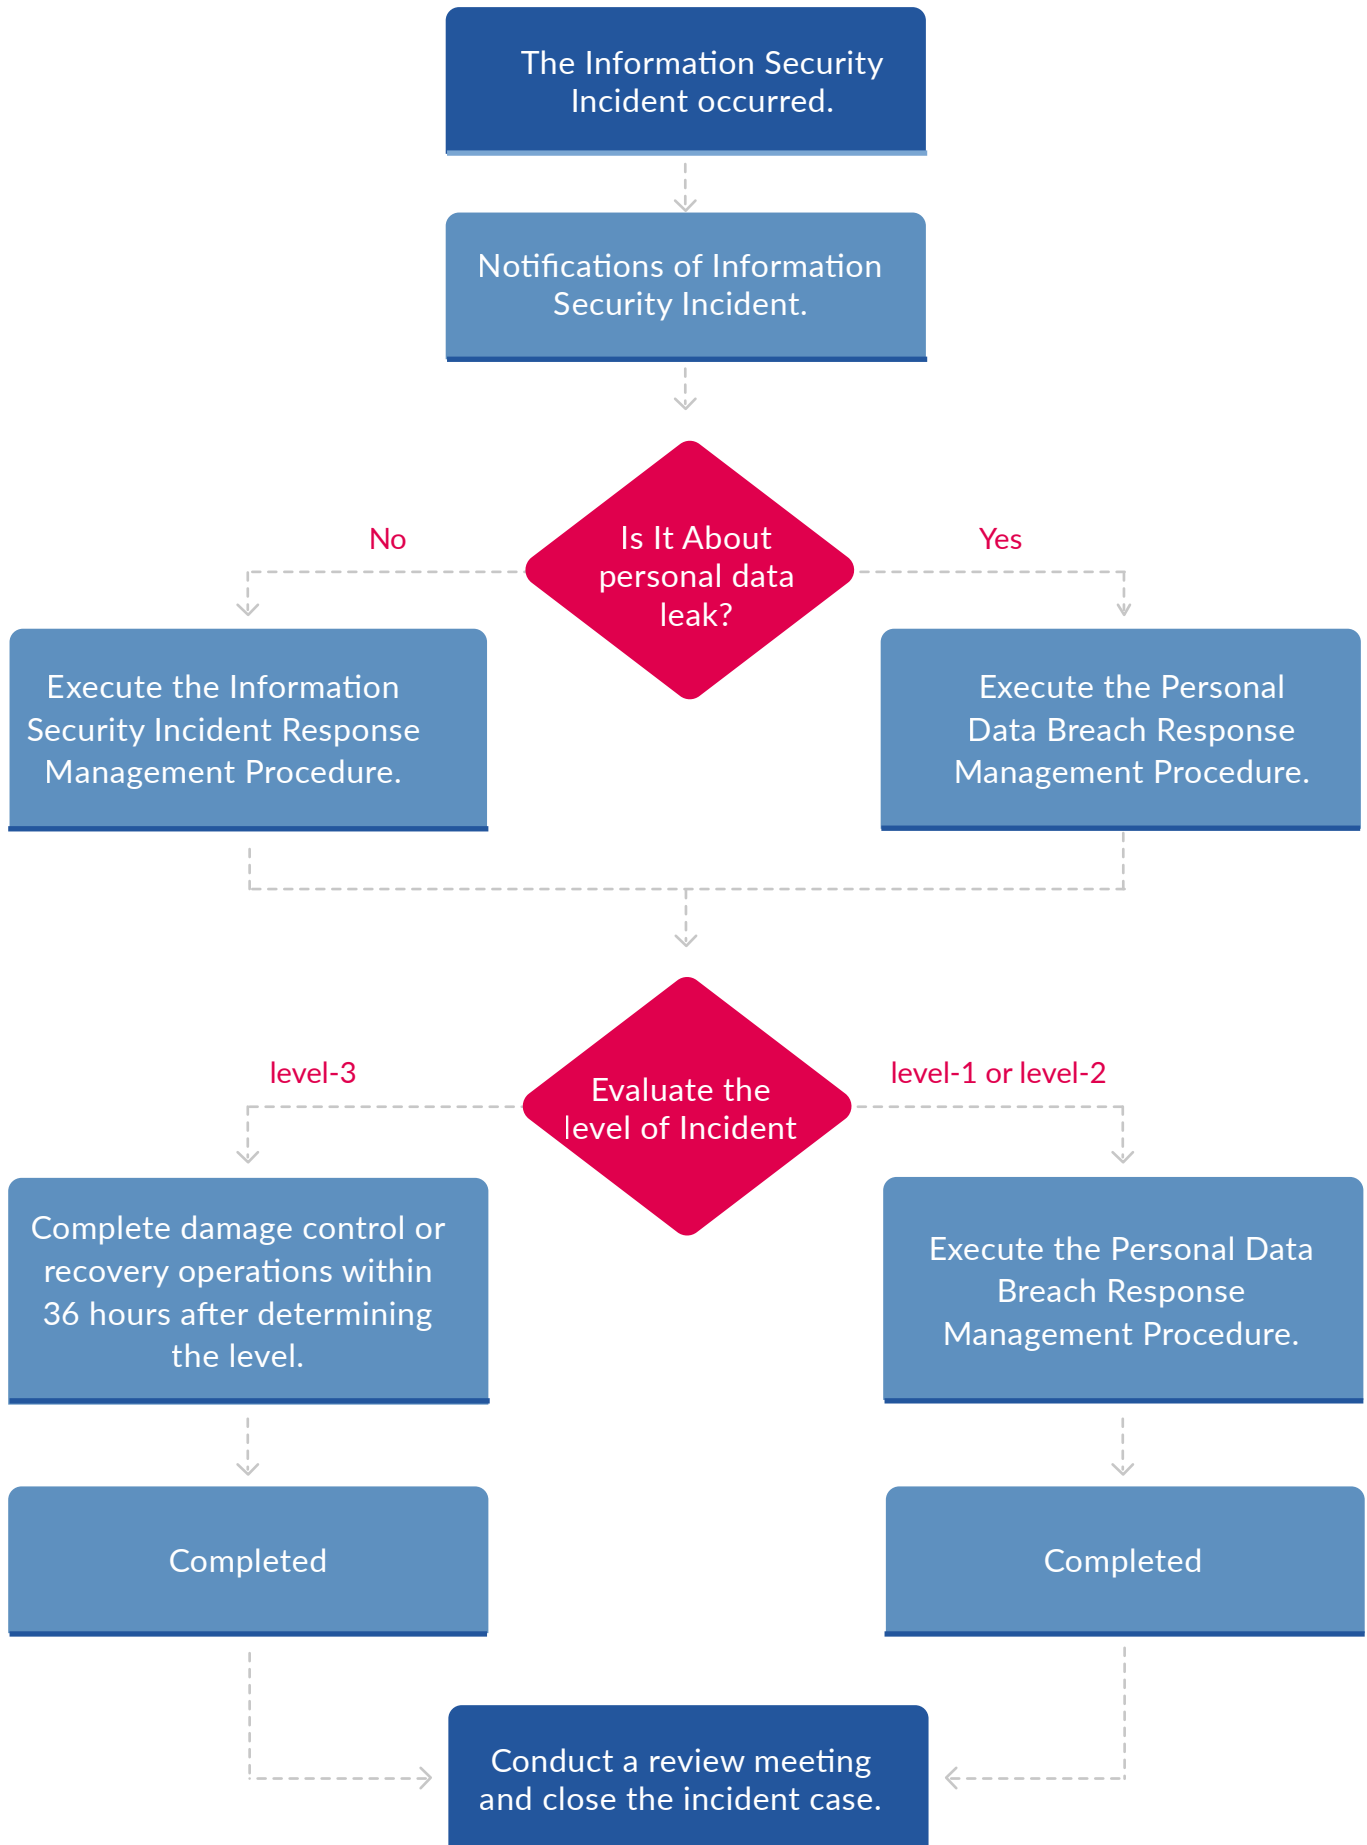 The Information Security
Incident occurred.
Notifications of Information
Security Incident.
Is It About
personal data
leak?
No
Yes
Execute the Information
Security Incident Response
Management Procedure.
Execute the Personal
Data Breach Response
Management Procedure.
Evaluate the
level of Incident
level-3
level-1 or level-2
Complete damage control or
recovery operations within
36 hours after determining
the level.
Execute the Personal Data
Breach Response
Management Procedure.
Completed
Completed
Conduct a review meeting
and close the incident case.